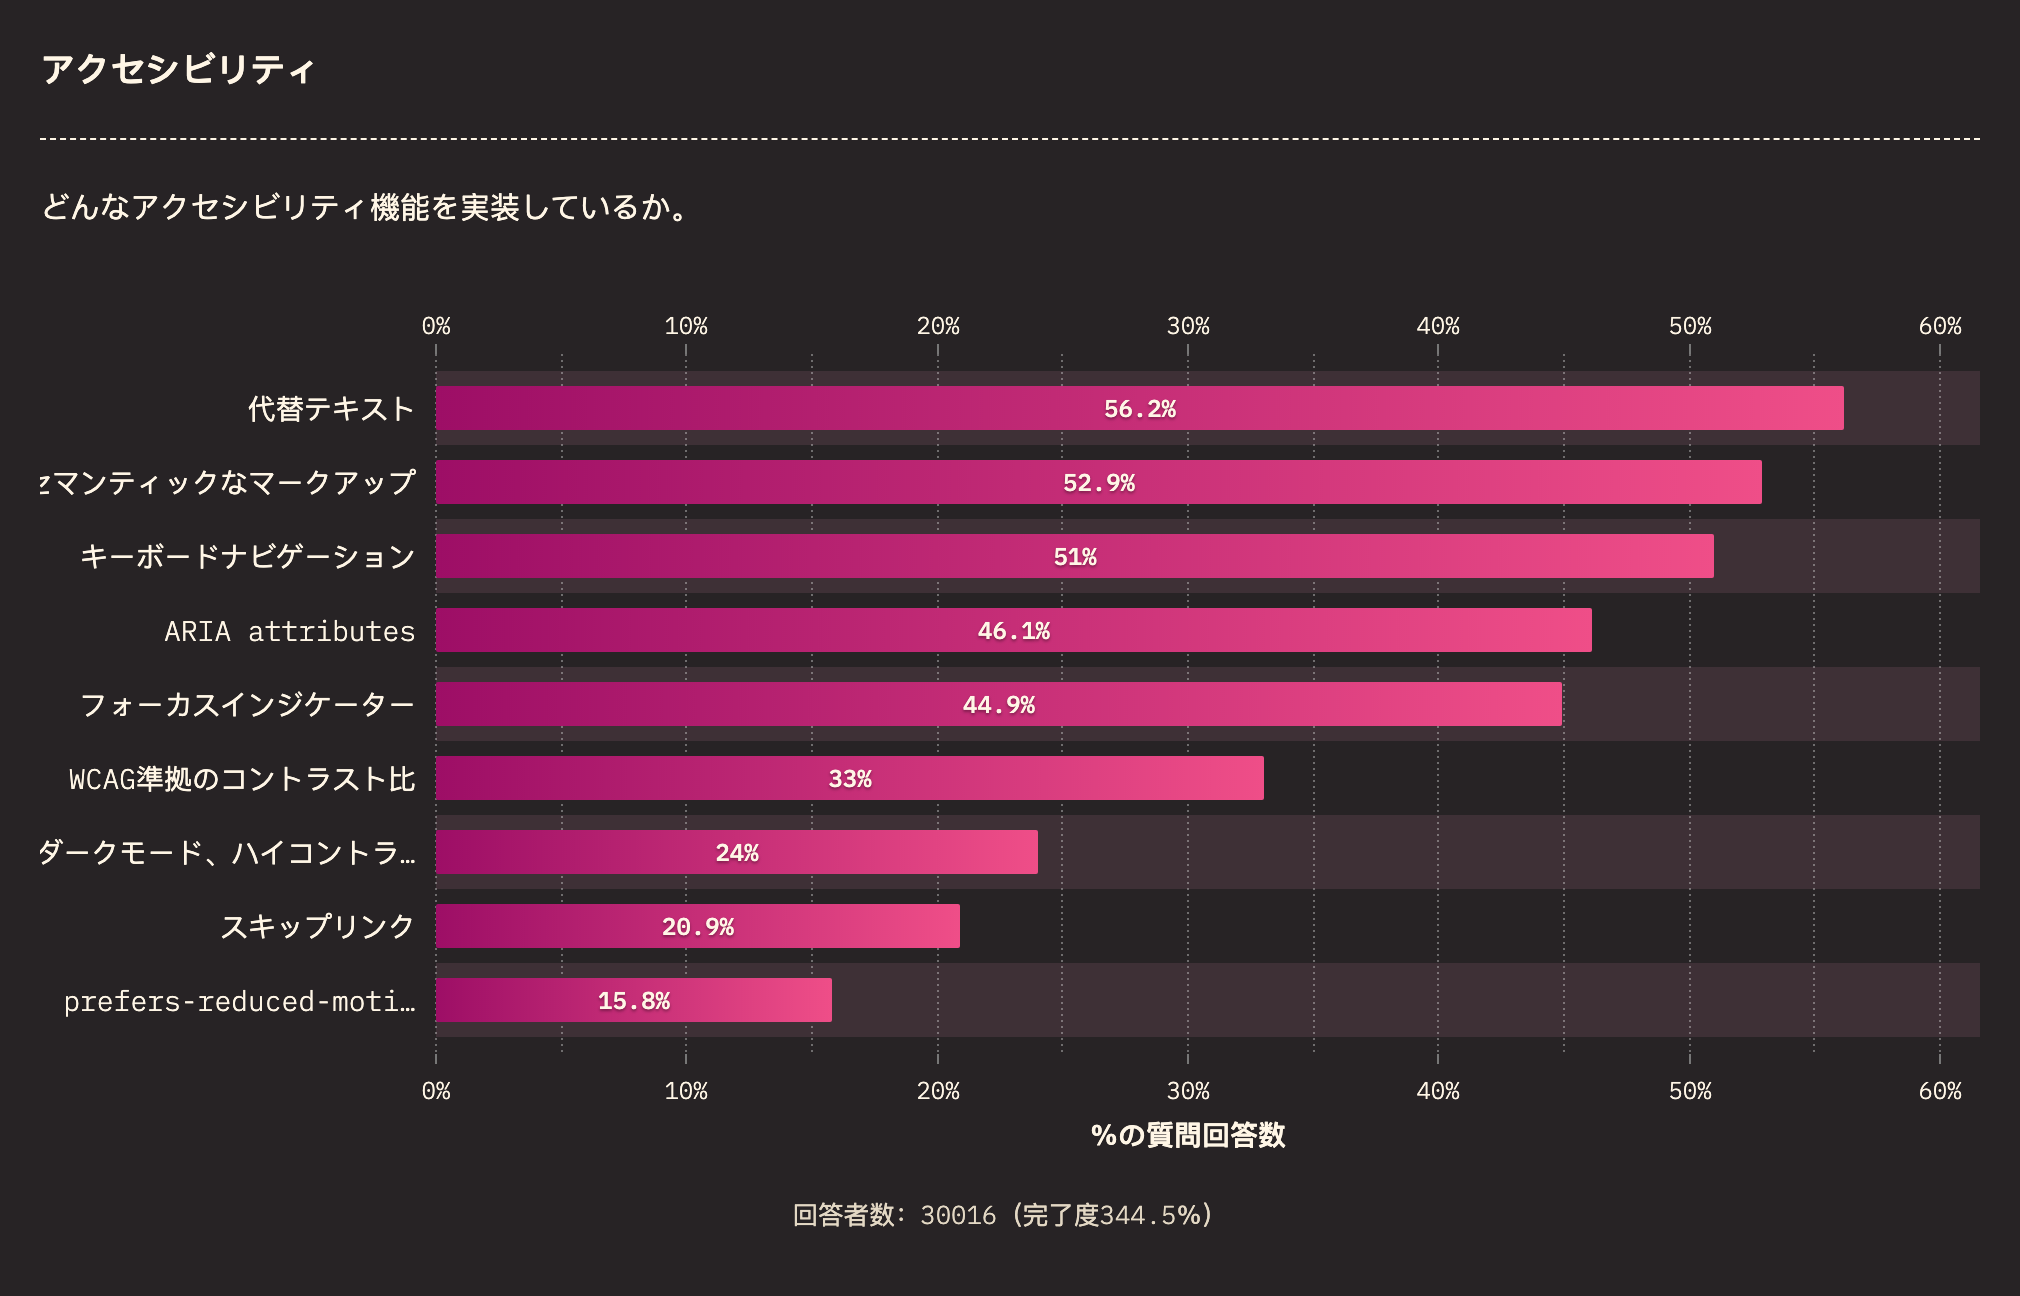 アクセシビリティ
どんなアクセシビリティ機能を実装しているか。
0% 10% 20% 30% 40% 50% 60%
代替テキスト 56.2%
セマンティックなマークアップ 52.9%
キーボードナビゲーション 51%
ARIA attributes 46.1%
フォーカスインジケーター 44.9%
WCAG準拠のコントラスト比 33%
ダークモード、ハイコントラ… 24%
スキップリンク 20.9%
prefers-reduced-moti… 15.8%
0% 10% 20% 30% 40% 50% 60%
%の質問回答数
回答者数: 30016 (完了度344.5%)